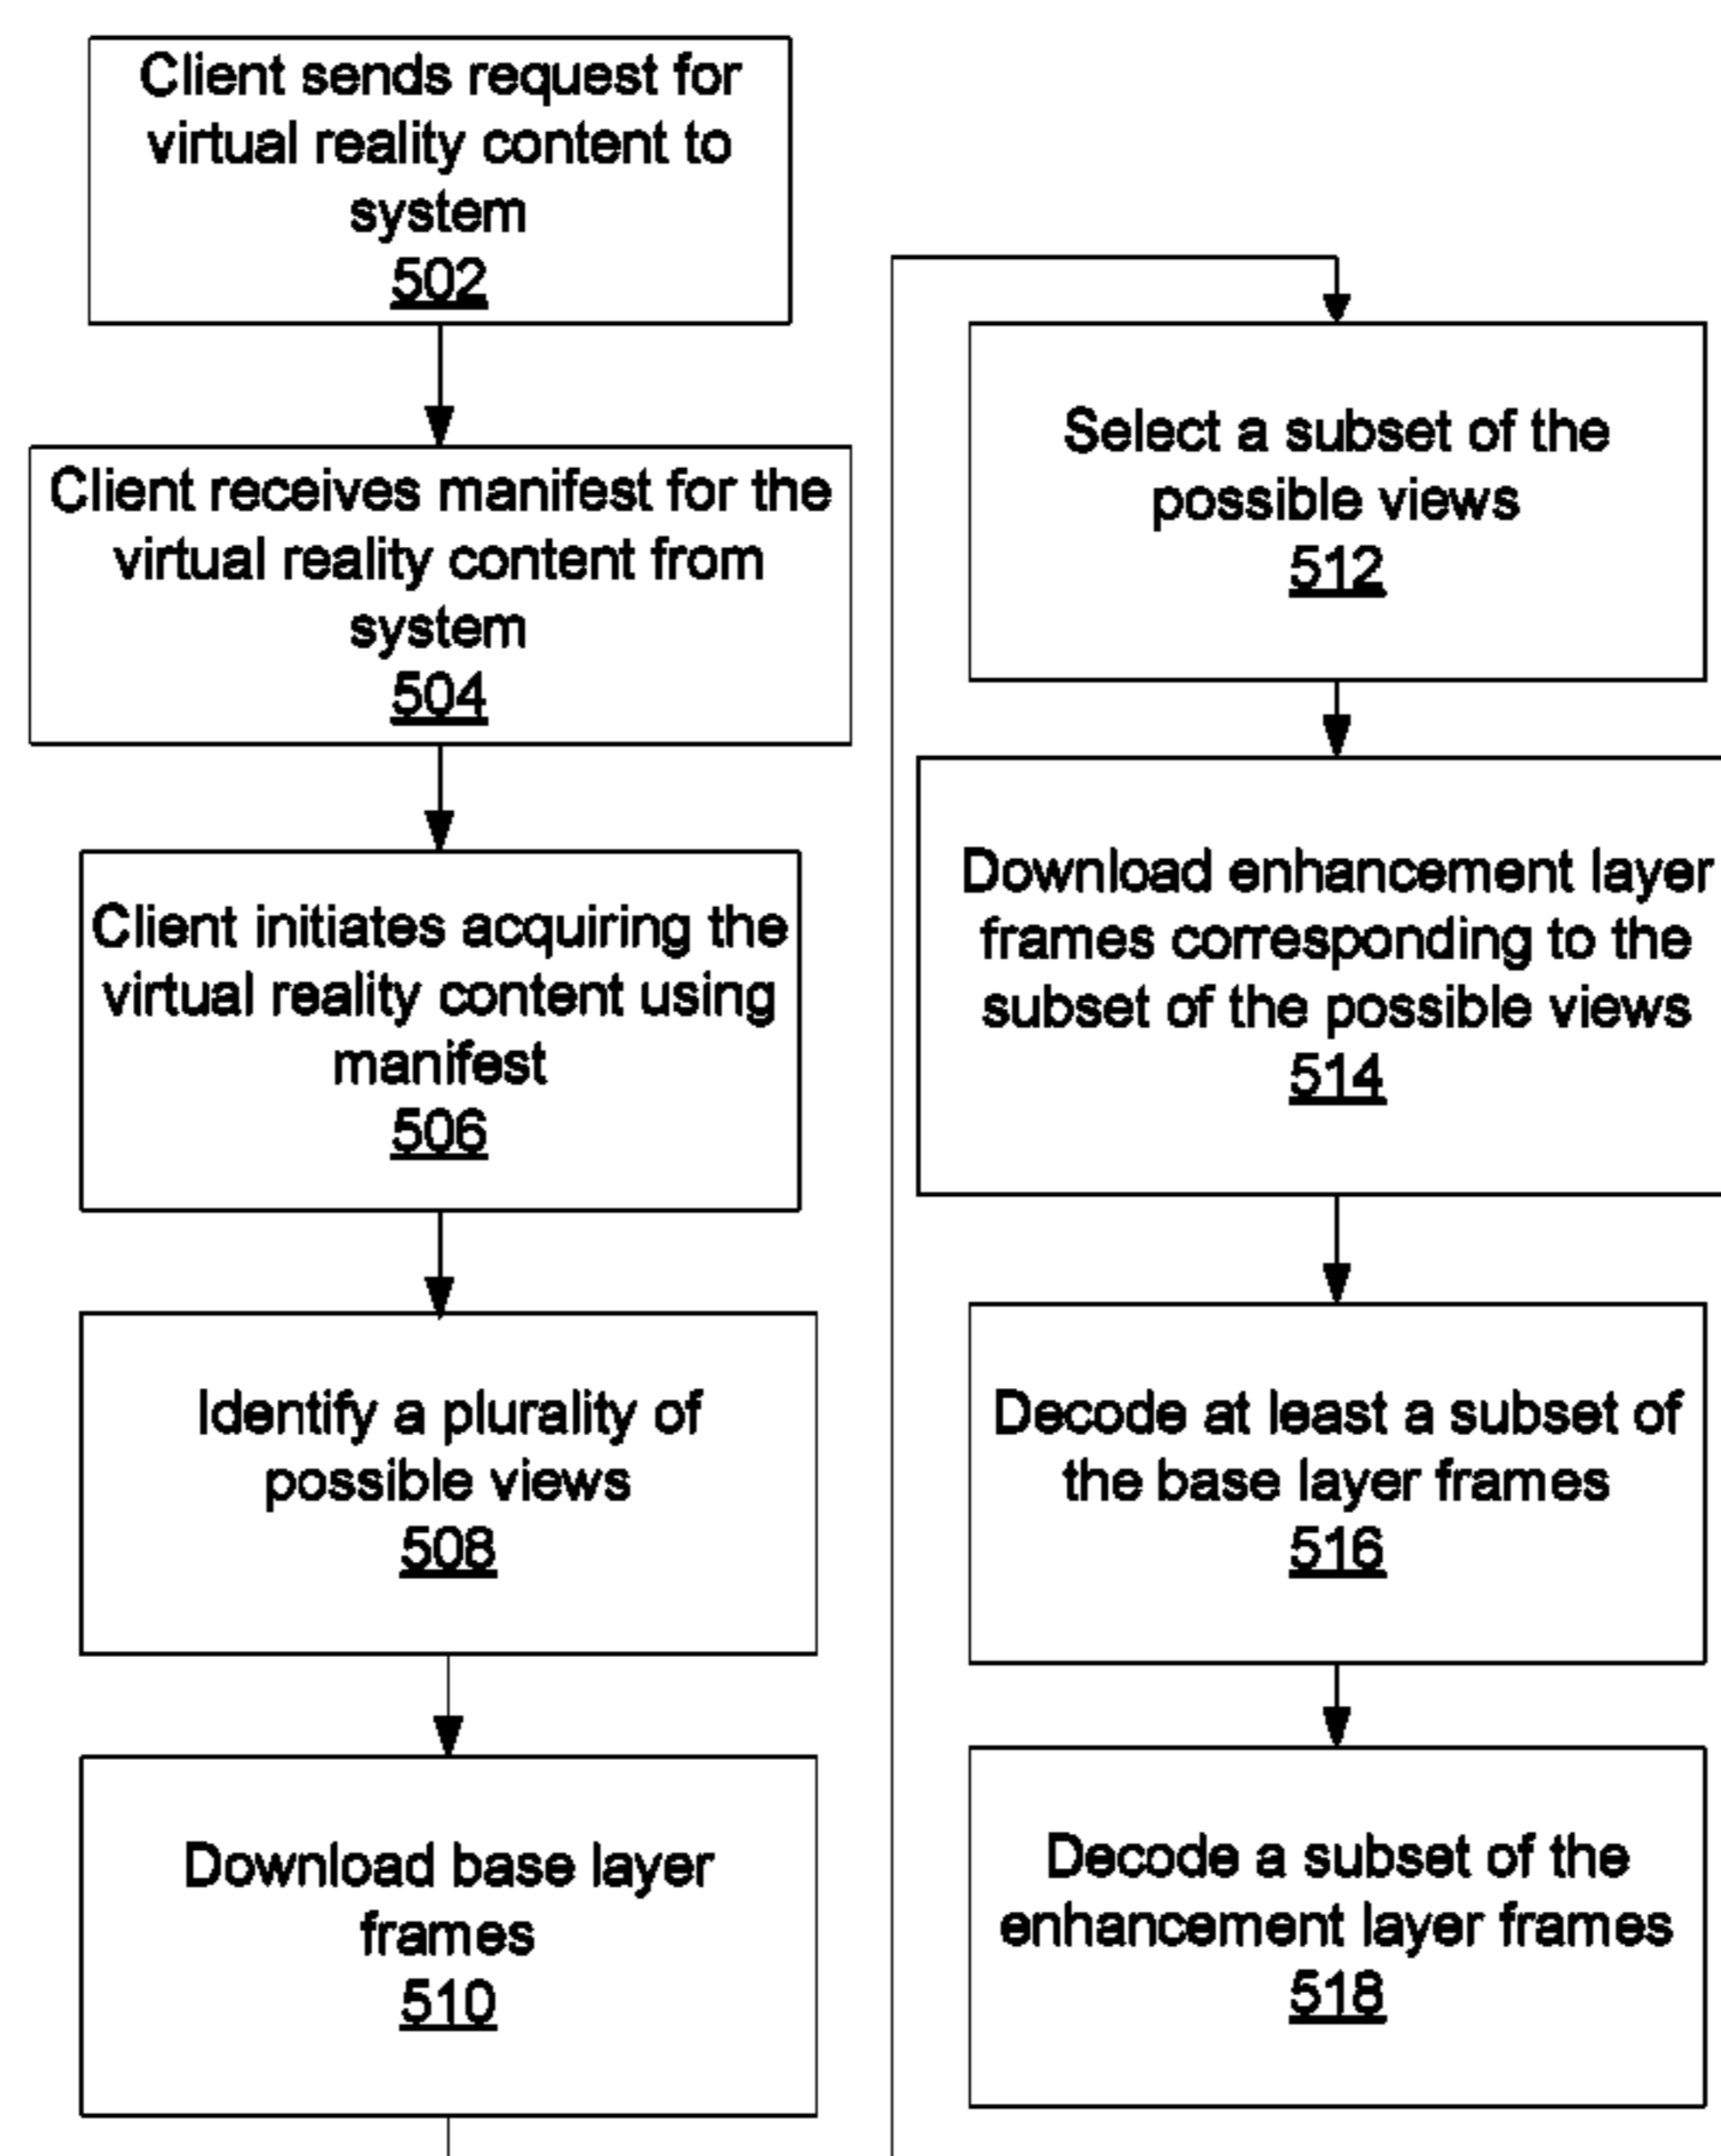 Client sends request for
virtual reality content to
system
502
Client receives manifest for the
virtual reality content from
system
504
Client initiates acquiring the
virtual reality content using
manifest
506
Identify a plurality of
possible views
508
Download base layer
frames
510
Select a subset of the
possible views
512
Download enhancement layer
frames corresponding to the
subset of the possible views
514
Decode at least a subset of
the base layer frames
516
Decode a subset of the
enhancement layer frames
518